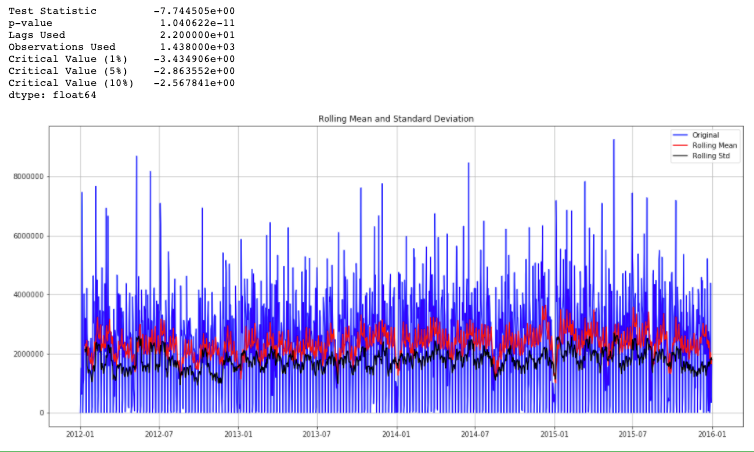 Test Statistic -7.744505e+00
p-value 1.040622e-11
Lags Used 2.200000e+01
Observations Used 1.438000e+03
Critical Value (1%) -3.434906e+00
Critical Value (5%) -2.863552e+00
Critical Value (10%) -2.567841e+00
dtype: float64
Rolling Mean and Standard Deviation
Original
Rolling Mean
Rolling Std
8000000
6000000
4000000
2000000
0
2012-01 2012-07 2013-01 2013-07 2014-01 2014-07 2015-01 2015-07 2016-01